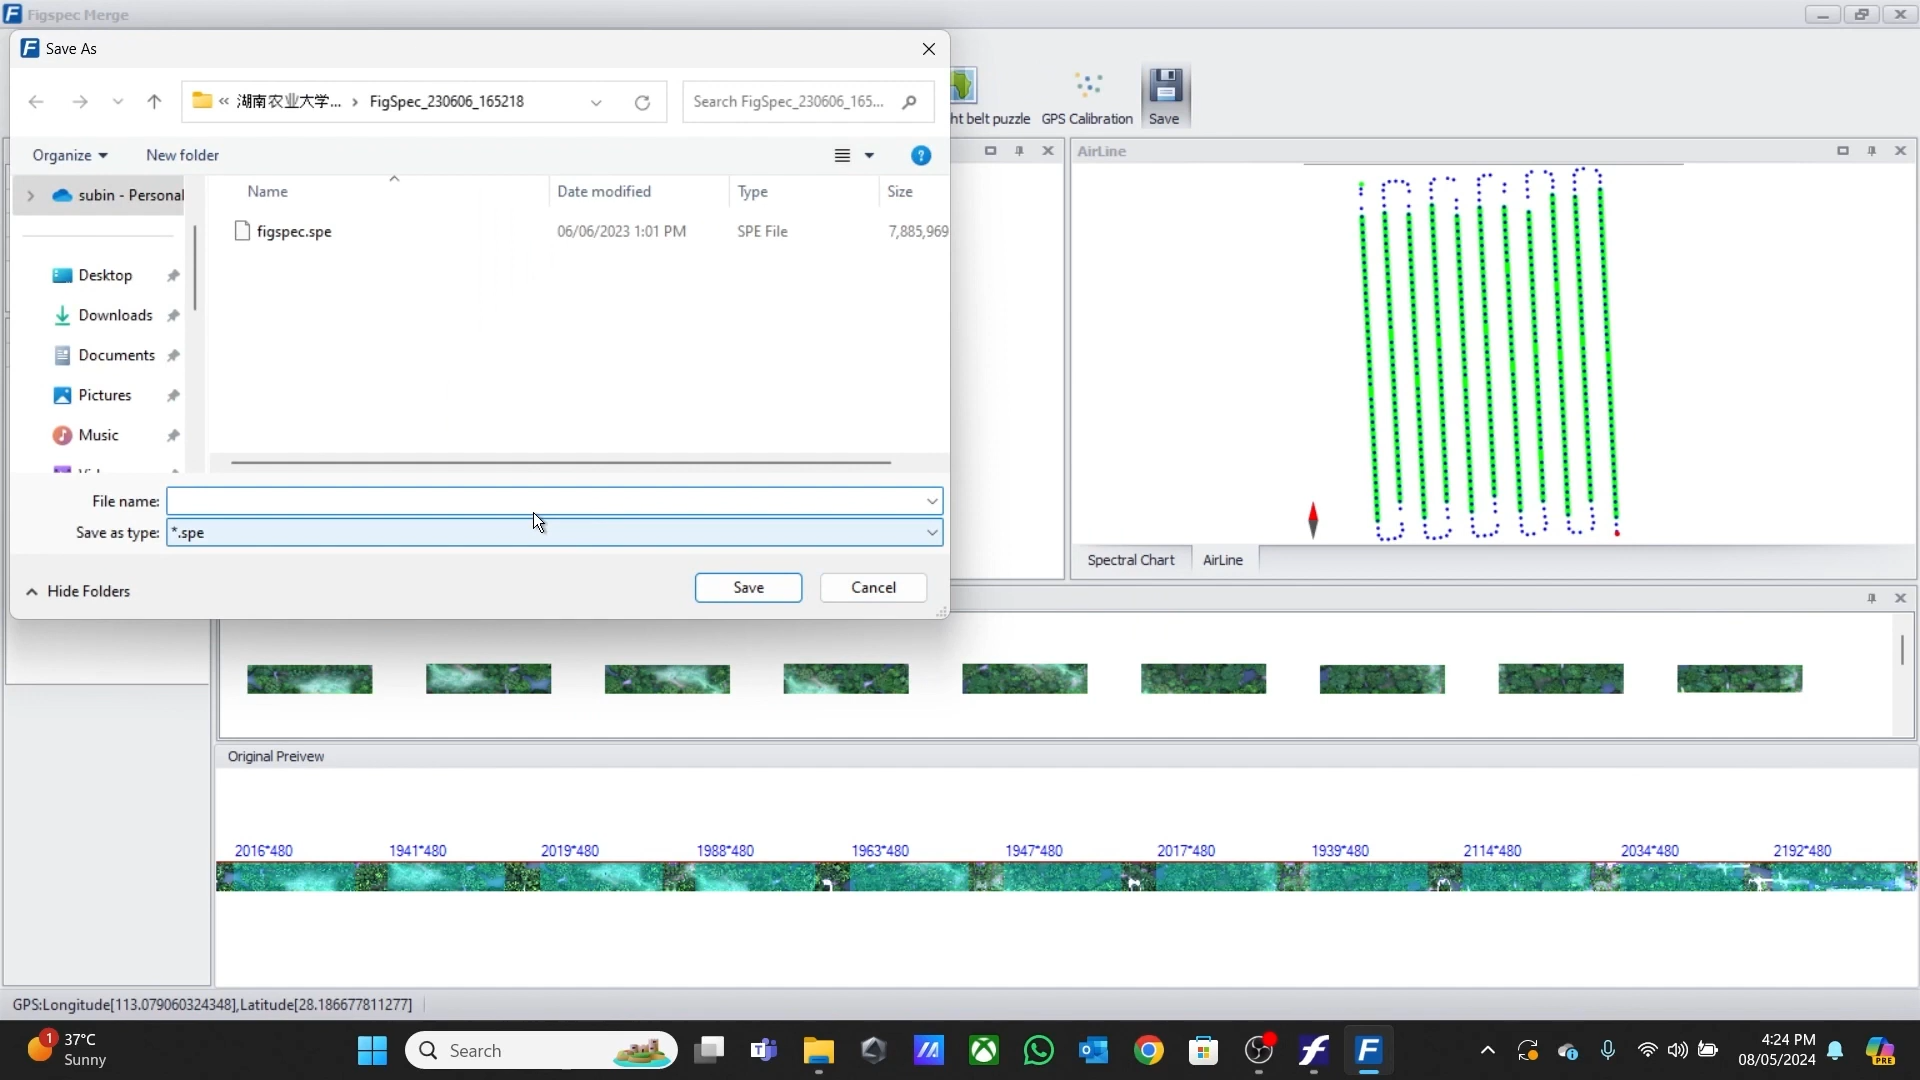 Figspec Merge
Save As
« 湖南农业大学... › FigSpec_230606_165218
Search FigSpec_230606_165...
ht belt puzzle
GPS Calibration
Save
Organize
New folder
AirLine
subin - Personal
Name
Date modified
Type
Size
figspec.spe
06/06/2023 1:01 PM
SPE File
7,885,969
Desktop
Downloads
Documents
Pictures
Music
File name:
Save as type:
*.spe
Spectral Chart
AirLine
Hide Folders
Save
Cancel
Original Preivew
2016*480
1941*480
2019*480
1988*480
1963*480
1947*480
2017*480
1939*480
2114*480
2034*480
2192*480
GPS:Longitude[113.079060324348],Latitude[28.186677811277]
1
37°C
Sunny
Search
4:24 PM
08/05/2024
PRE